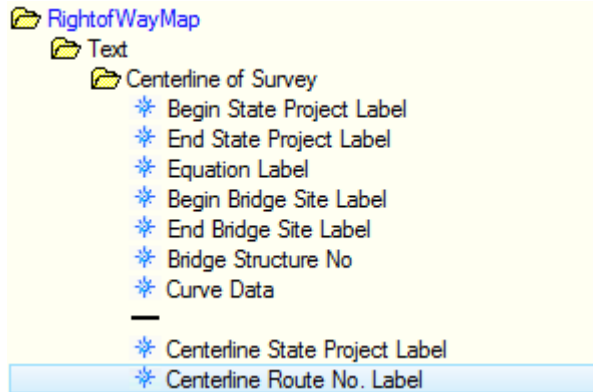 RightofWayMap
Text
Centerline of Survey
Begin State Project Label
End State Project Label
Equation Label
Begin Bridge Site Label
End Bridge Site Label
Bridge Structure No
Curve Data
Centerline State Project Label
Centerline Route No. Label